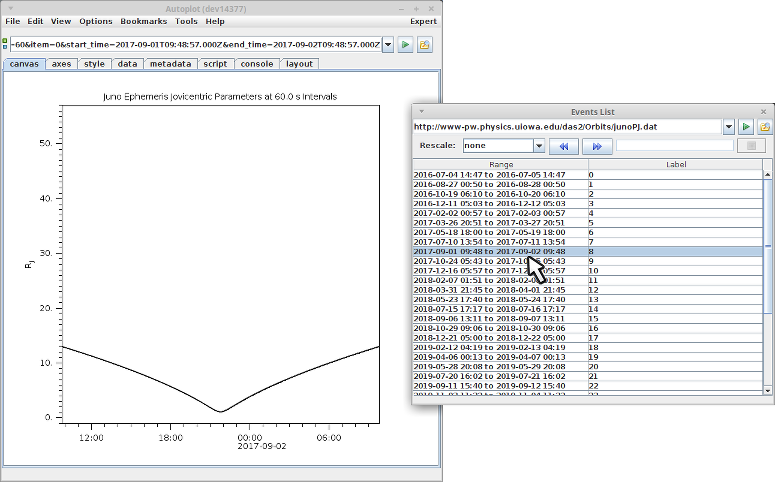 Autoplot (dev14377)
File Edit View Options Bookmarks Tools Help Expert
=60&item=0&start_time=2017-09-01T09:48:57.000Z&end_time=2017-09-02T09:48:57.000Z
canvas axes style data metadata script console layout
Juno Ephemeris Jovicentric Parameters at 60.0 s Intervals
50.
40.
30.
20.
10.
0.
RJ
12:00 18:00 00:00 06:00
2017-09-02
Events List
http://www-pw.physics.uiowa.edu/das2/Orbits/junoPJ.dat
Rescale: none
Range Label
2016-07-04 14:47 to 2016-07-05 14:47 0
2016-08-27 00:50 to 2016-08-28 00:50 1
2016-10-19 06:10 to 2016-10-20 06:10 2
2016-12-11 05:03 to 2016-12-12 05:03 3
2017-02-02 00:57 to 2017-02-03 00:57 4
2017-03-26 20:51 to 2017-03-27 20:51 5
2017-05-18 18:00 to 2017-05-19 18:00 6
2017-07-10 13:54 to 2017-07-11 13:54 7
2017-09-01 09:48 to 2017-09-02 09:48 8
2017-10-24 05:43 to 2017-10 05:43 9
2017-12-16 05:57 to 2017-12 05:57 10
2018-02-07 01:51 to 2018-02 01:51 11
2018-03-31 21:45 to 2018-04-01 21:45 12
2018-05-23 17:40 to 2018-05-24 17:40 13
2018-07-15 17:17 to 2018-07-16 17:17 14
2018-09-06 13:11 to 2018-09-07 13:11 15
2018-10-29 09:06 to 2018-10-30 09:06 16
2018-12-21 05:00 to 2018-12-22 05:00 17
2019-02-12 04:19 to 2019-02-13 04:19 18
2019-04-06 00:13 to 2019-04-07 00:13 19
2019-05-28 20:08 to 2019-05-29 20:08 20
2019-07-20 16:02 to 2019-07-21 16:02 21
2019-09-11 15:40 to 2019-09-12 15:40 22